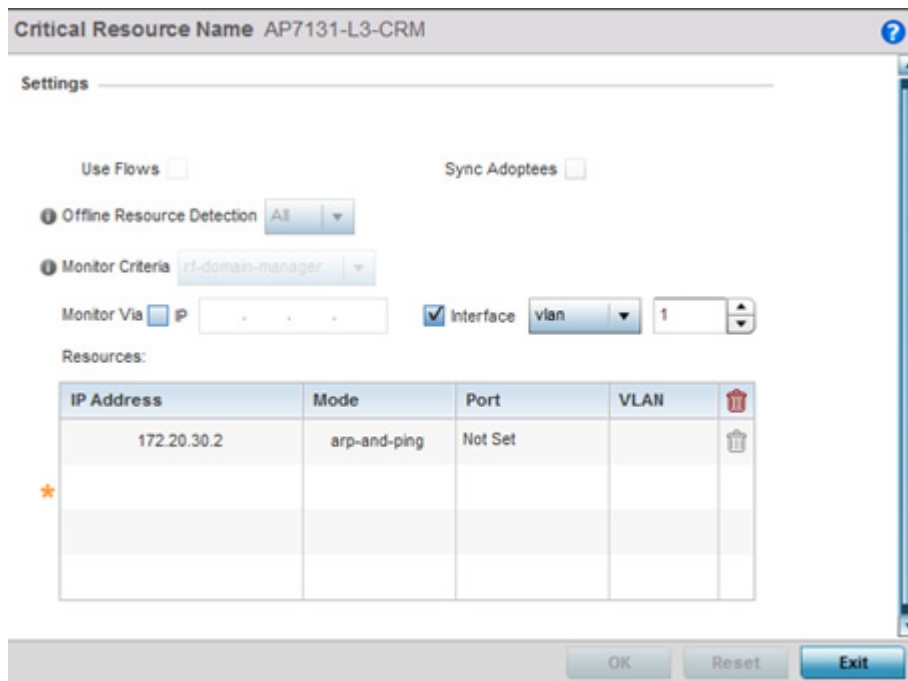 Critical Resource Name AP7131-L3-CRM
?
Settings
Use Flows
Sync Adoptees
i Offline Resource Detection All
i Monitor Criteria rf-domain-manager
Monitor Via IP . . . Interface vlan 1
Resources:
IP Address Mode Port VLAN
172.20.30.2 arp-and-ping Not Set
*
OK Reset Exit